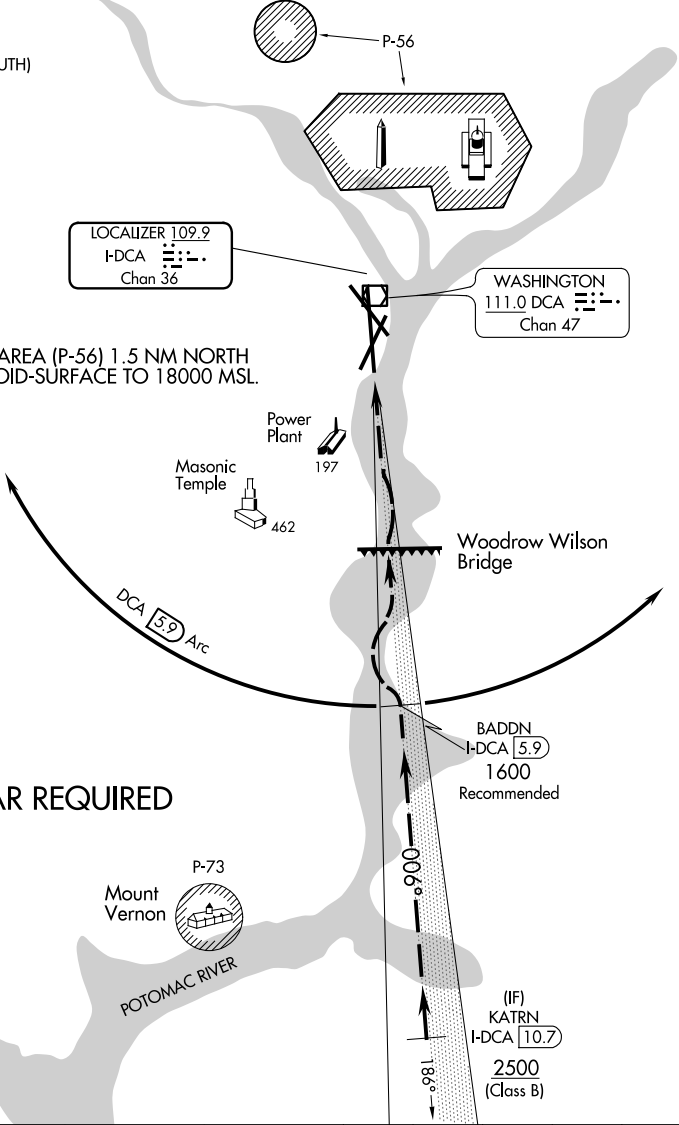 P-56
UTH)
LOCALIZER 109.9
I-DCA
Chan 36
WASHINGTON
111.0 DCA
Chan 47
AREA (P-56) 1.5 NM NORTH
OID-SURFACE TO 18000 MSL.
Power
Plant
197
Masonic
Temple
462
Woodrow Wilson
Bridge
DCA 5.9 Arc
BADDN
I-DCA 5.9
1600
Recommended
AR REQUIRED
006°
P-73
Mount
Vernon
POTOMAC RIVER
(IF)
KATRN
I-DCA 10.7
2500
(Class B)
186°